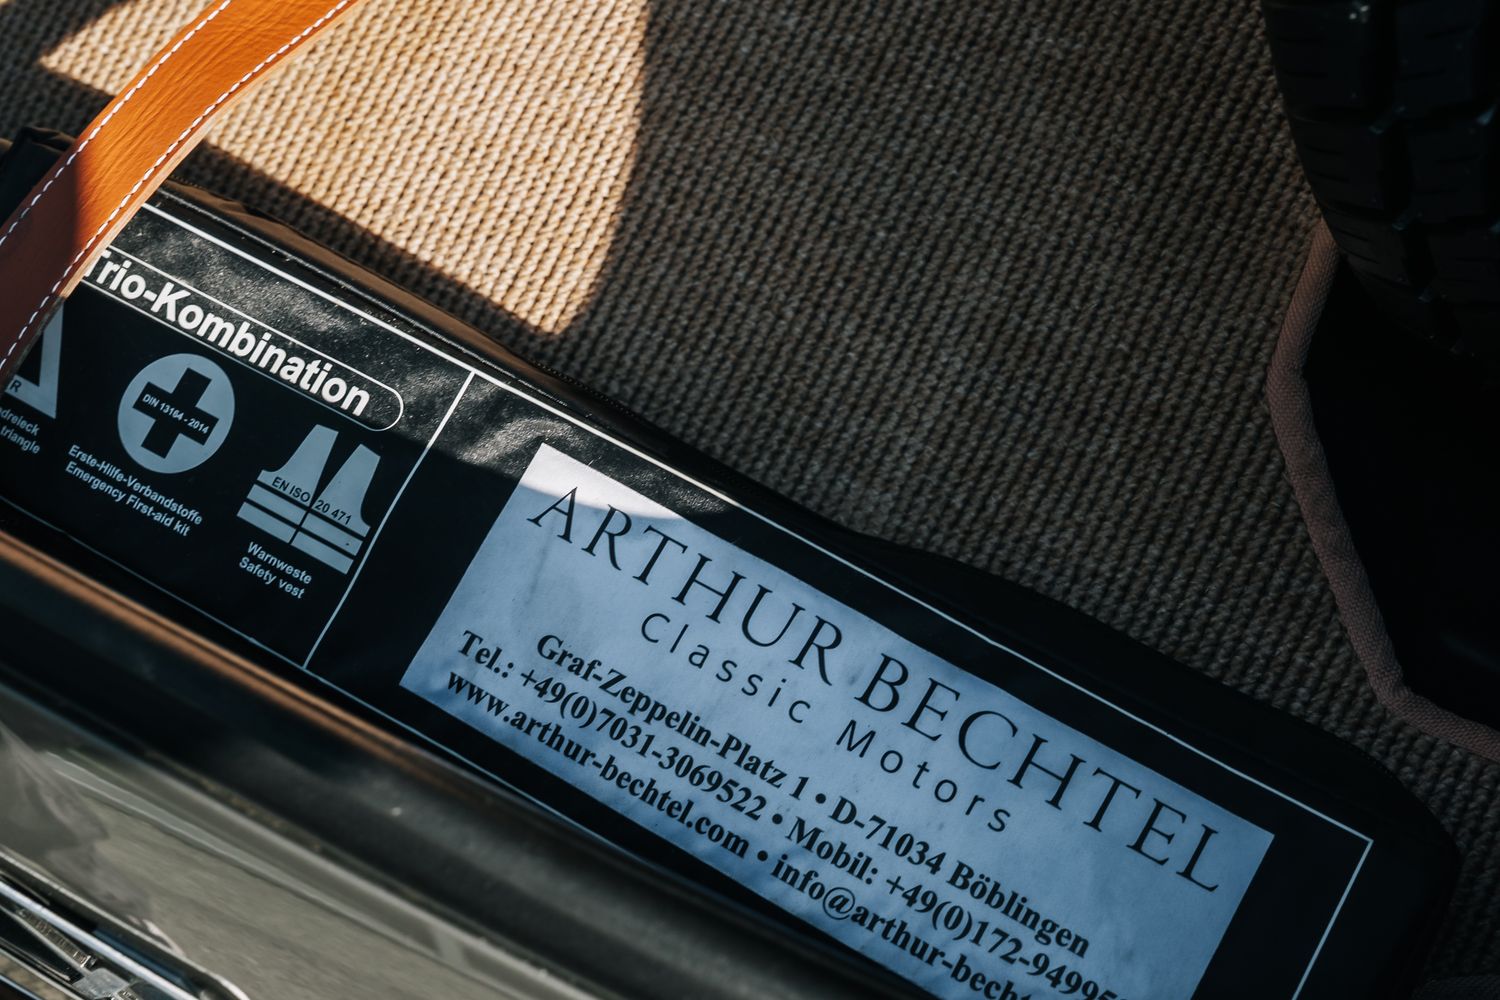 Trio-Kombination
R
triangle
DIN 13164 - 2014
Erste-Hilfe-Verbandstoffe
Emergency First-aid kit
EN ISO 20 471
Warnweste
Safety vest
ARTHUR BECHTEL
Classic Motors
Graf-Zeppelin-Platz 1 • D-71034 Böblingen
Tel.: +49(0)7031-3069522 • Mobil: +49(0)172-9499
www.arthur-bechtel.com • info@arthur-becht